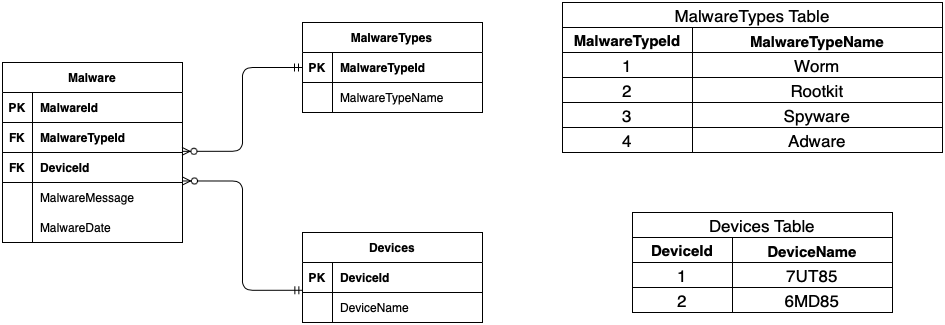 Malware
PK MalwareId
FK MalwareTypeId
FK DeviceId
MalwareMessage
MalwareDate
MalwareTypes
PK MalwareTypeId
MalwareTypeName
Devices
PK DeviceId
DeviceName
MalwareTypes Table
MalwareTypeId MalwareTypeName
1 Worm
2 Rootkit
3 Spyware
4 Adware
Devices Table
DeviceId DeviceName
1 7UT85
2 6MD85